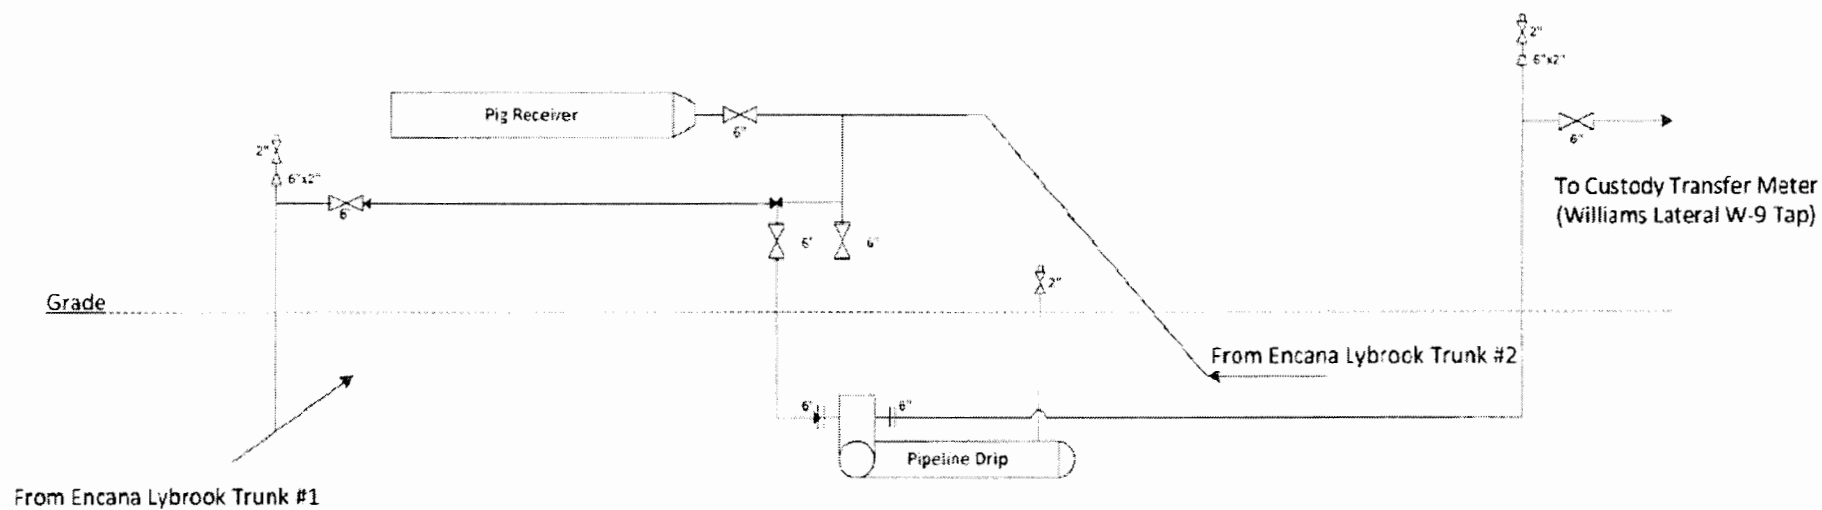 2"
6"x2"
Pig Receiver
6"
6"
2"
6"x2"
6"
To Custody Transfer Meter
(Williams Lateral W-9 Tap)
6
6"
6"
2"
Grade
From Encana Lybrook Trunk #2
6"
6"
Pipeline Drip
From Encana Lybrook Trunk #1